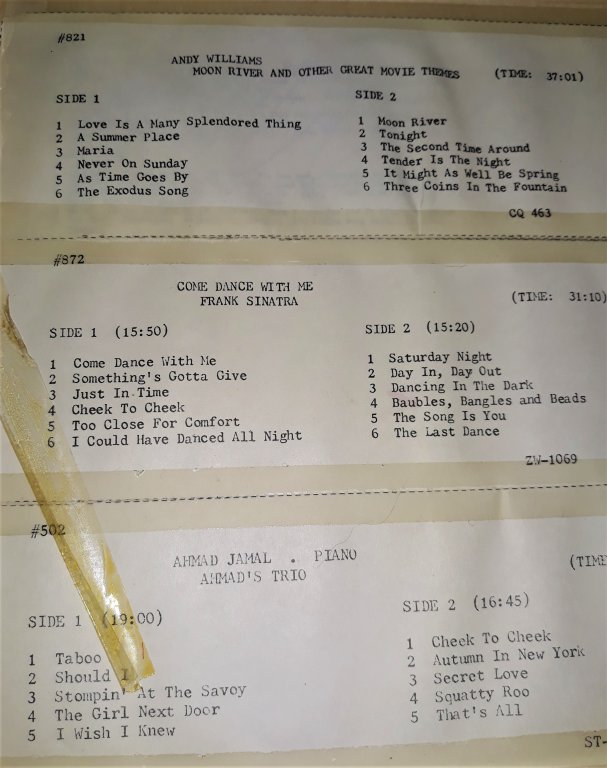 #821
ANDY WILLIAMS
MOON RIVER AND OTHER GREAT MOVIE THEMES (TIME: 37:01)
SIDE 1
1 Love Is A Many Splendored Thing
2 A Summer Place
3 Maria
4 Never On Sunday
5 As Time Goes By
6 The Exodus Song
SIDE 2
1 Moon River
2 Tonight
3 The Second Time Around
4 Tender Is The Night
5 It Might As Well Be Spring
6 Three Coins In The Fountain
CQ 463
#872
COME DANCE WITH ME
FRANK SINATRA
(TIME: 31:10)
SIDE 1 (15:50)
1 Come Dance With Me
2 Something's Gotta Give
3 Just In Time
4 Cheek To Cheek
5 Too Close For Comfort
6 I Could Have Danced All Night
SIDE 2 (15:20)
1 Saturday Night
2 Day In, Day Out
3 Dancing In The Dark
4 Baubles, Bangles and Beads
5 The Song Is You
6 The Last Dance
ZW-1069
#502
AHMAD JAMAL . PIANO
AHMAD'S TRIO
(TIME
SIDE 1 (19:00)
1 Taboo
2 Should I
3 Stompin' At The Savoy
4 The Girl Next Door
5 I Wish I Knew
SIDE 2 (16:45)
1 Cheek To Cheek
2 Autumn In New York
3 Secret Love
4 Squatty Roo
5 That's All
ST-